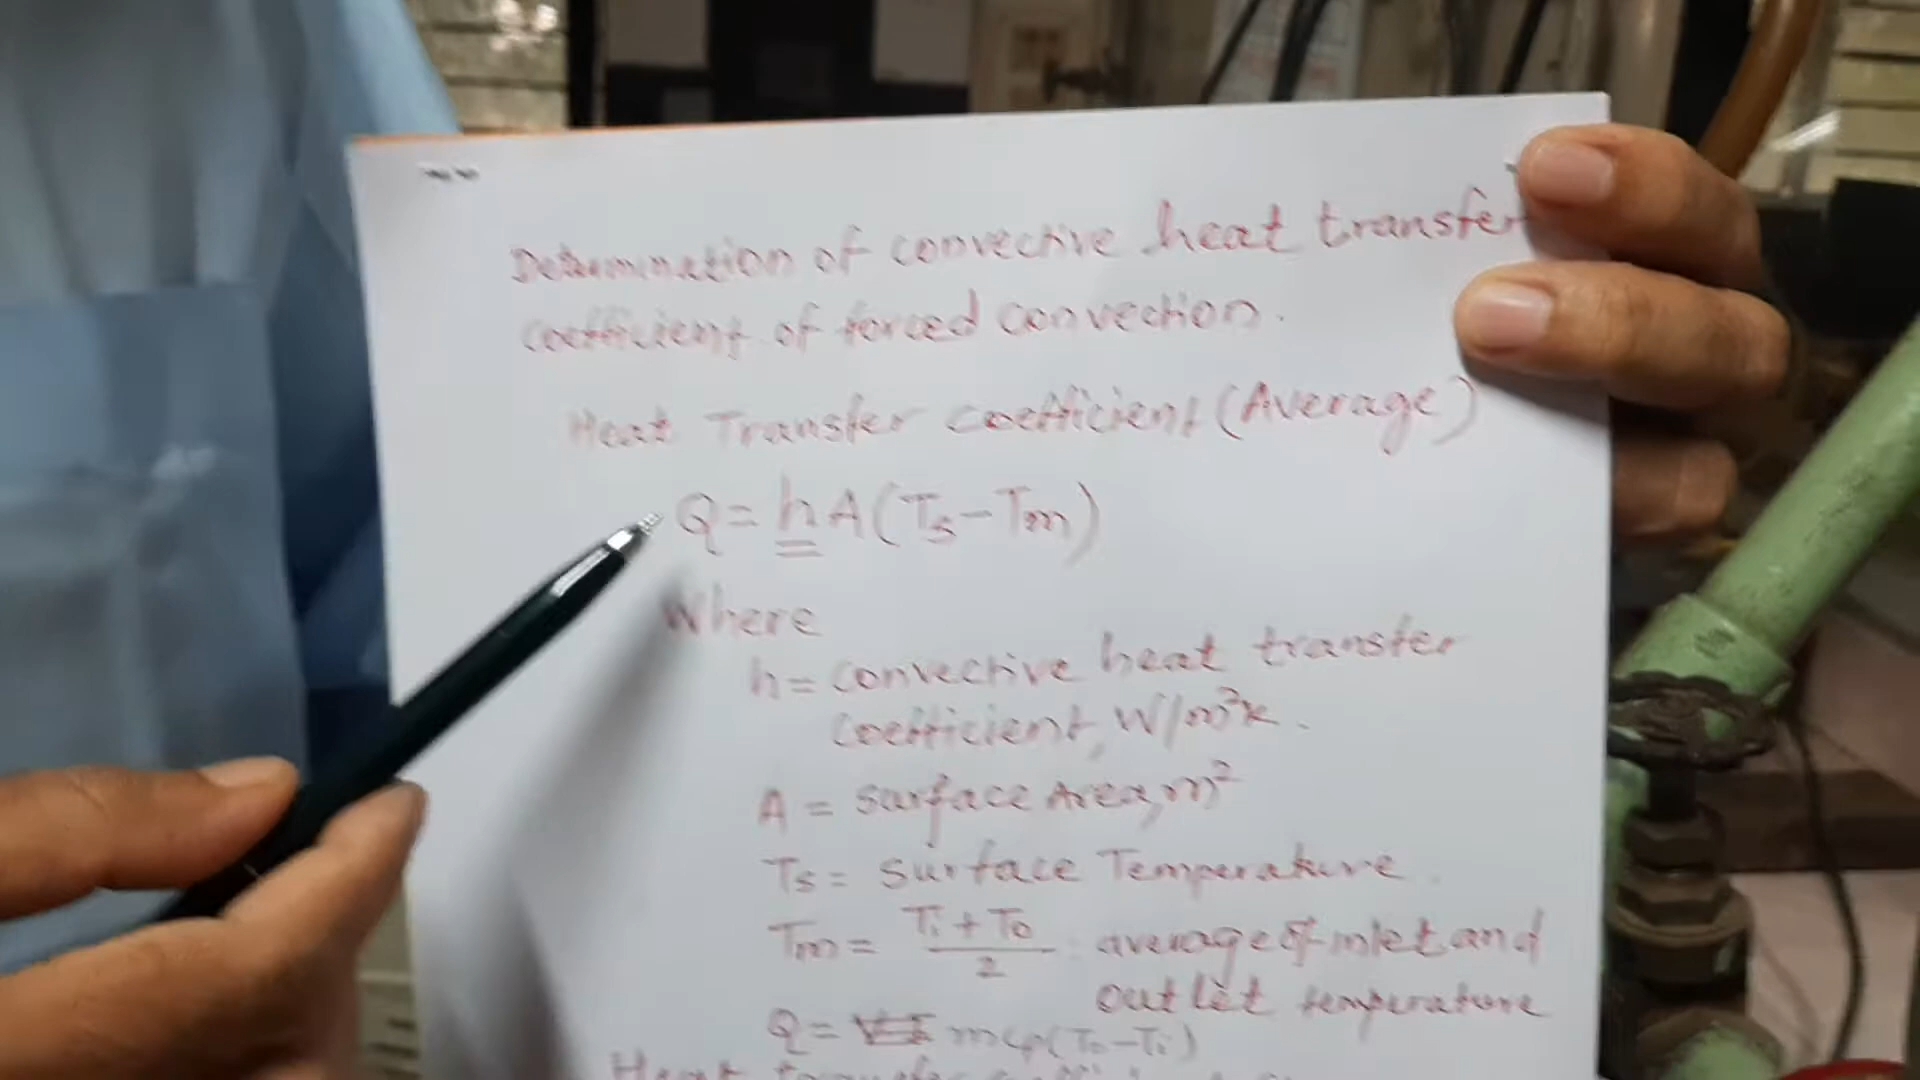 Determination of convective heat transfer
coefficient of forced convection.
Heat Transfer coefficient (Average)
Q = h A (Ts - Tm)
Where
h = convective heat transfer
coefficient, W/m²k.
A = surface Area, m²
Ts = Surface Temperature.
Tm = Ti + To / 2 : average of inlet and
outlet temperature
Q = mcp(To - Ti)
Heat transfer